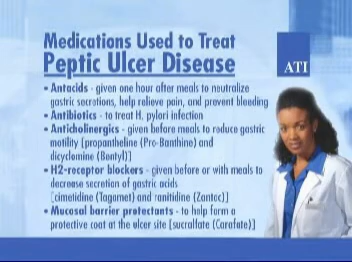 Medications Used to Treat
Peptic Ulcer Disease
ATI
• Antacids - given one hour after meals to neutralize
gastric secretions, help relieve pain, and prevent bleeding
• Antibiotics - to treat H. pylori infection
• Anticholinergics - given before meals to reduce gastric
motility [propantheline (Pro-Banthine) and
dicyclomine (Bentyl)]
• H2-receptor blockers - given before or with meals to
decrease secretion of gastric acids
[cimetidine (Tagamet) and ranitidine (Zantac)]
• Mucosal barrier protectants - to help form a
protective coat at the ulcer site [sucralfate (Carafate)]